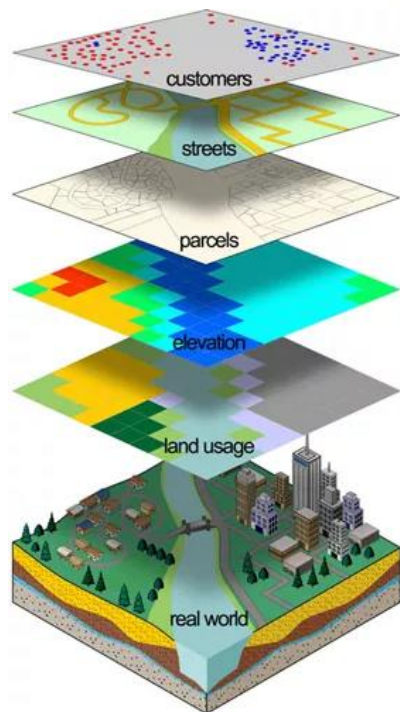 customers
streets
parcels
elevation
land usage
real world